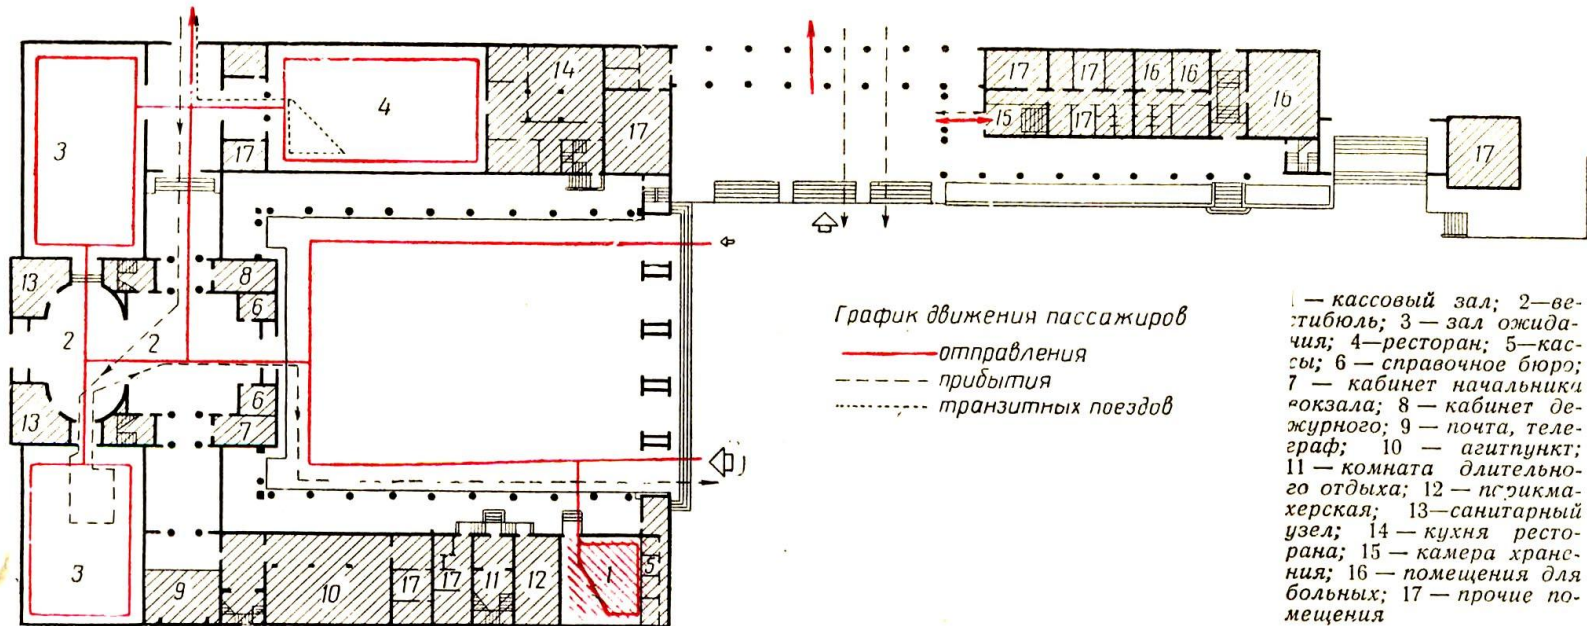 3
4
14
17
17
17
17
16
16
16
15
17
17
13
8
6
2
2
6
7
13
3
9
10
17
17
11
12
1
5
График движения пассажиров
отправления
прибытия
транзитных поездов
1 — кассовый зал; 2—ве-
стибюль; 3 — зал ожида-
ния; 4—ресторан; 5—кас-
сы; 6 — справочное бюро;
7 — кабинет начальника
вокзала; 8 — кабинет де-
журного; 9 — почта, теле-
граф; 10 — агитпункт;
11 — комната длительно-
го отдыха; 12 — парикма-
херская; 13—санитарный
узел; 14 — кухня ресто-
рана; 15 — камера хране-
ния; 16 — помещения для
больных; 17 — прочие по-
мещения